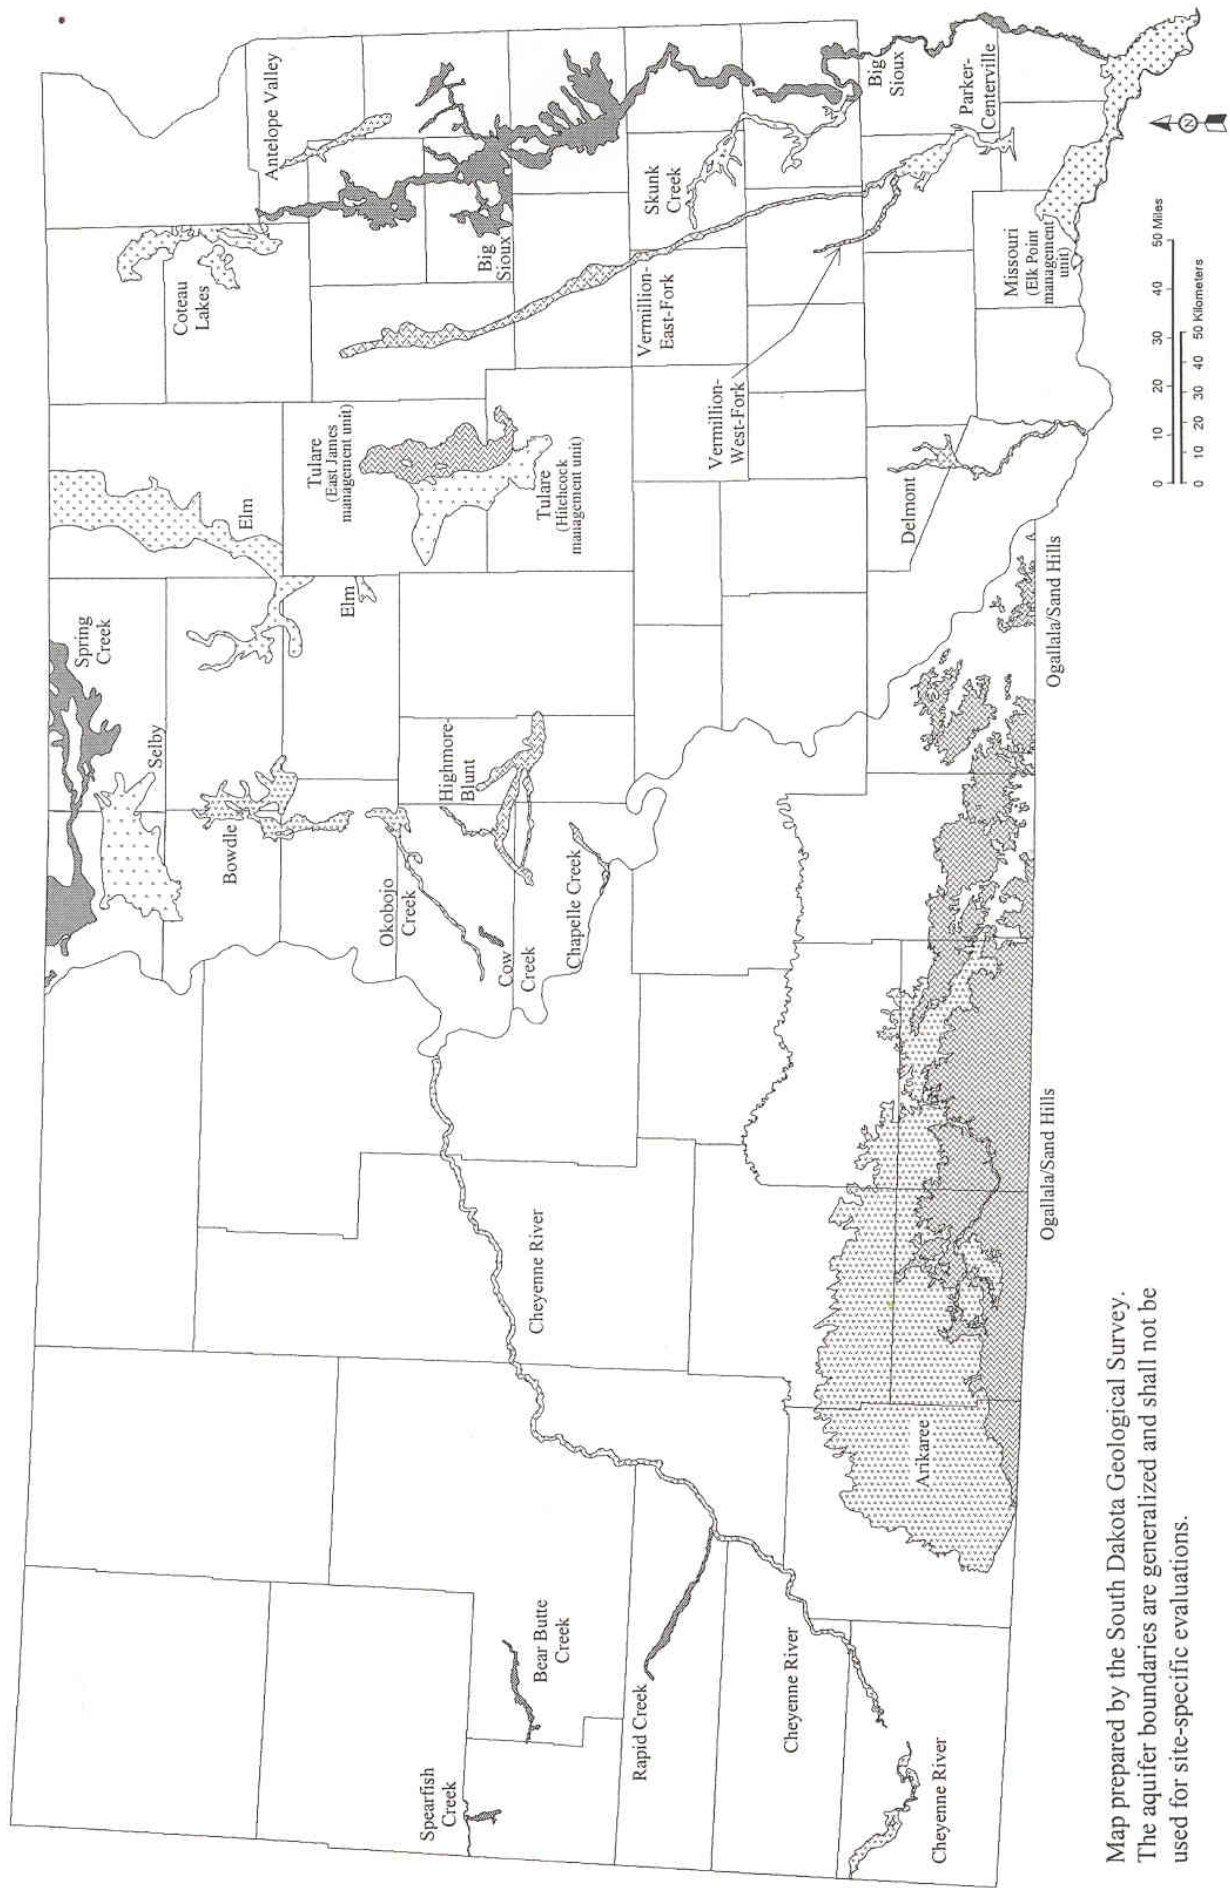 Spring
Creek
Selby
Elm
Coteau
Lakes
Antelope Valley
Bowdle
Elm
Tulare
(East James
management unit)
Big
Sioux
Okobojo
Creek
Highmore-
Blunt
Tulare
(Hitchcock
management unit)
Cow
Creek
Chapelle Creek
Vermillion-
East-Fork
Skunk
Creek
Big
Sioux
Vermillion-
West-Fork
Parker-
Centerville
Delmont
Missouri
(Elk Point
management
unit)
Spearfish
Creek
Bear Butte
Creek
Cheyenne River
Rapid Creek
Cheyenne River
Arikaree
Cheyenne River
Ogallala/Sand Hills
Ogallala/Sand Hills
0 10 20 30 40 50 Miles
0 10 20 30 40 50 Kilometers
N
Map prepared by the South Dakota Geological Survey.
The aquifer boundaries are generalized and shall not be
used for site-specific evaluations.